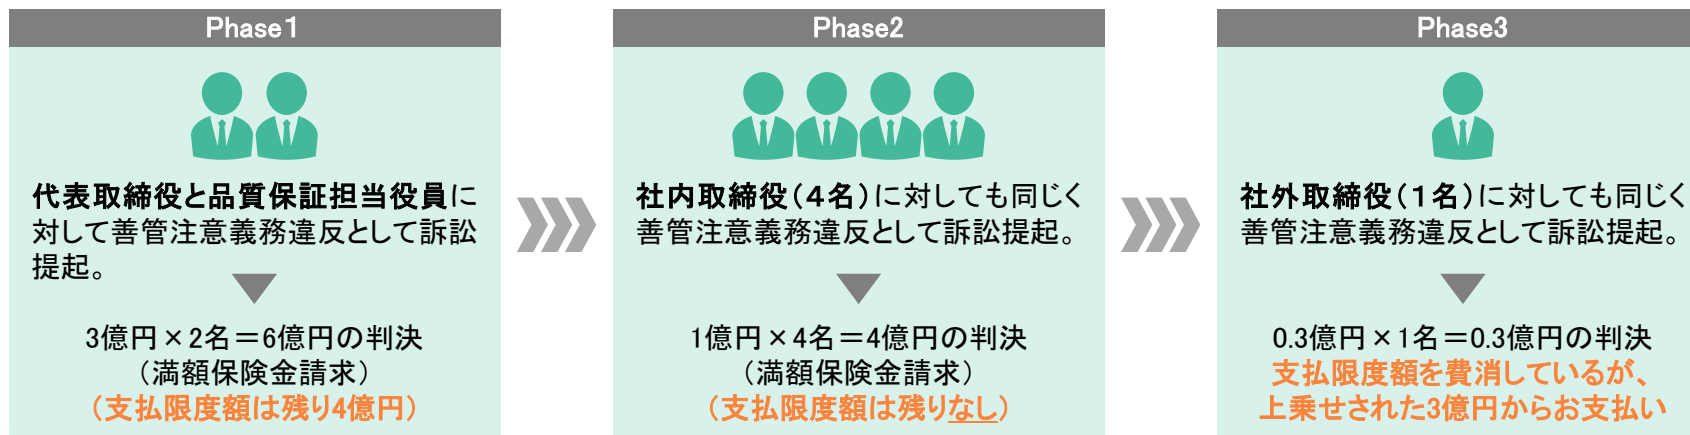 Phase1
代表取締役と品質保証担当役員に
対して善管注意義務違反として訴訟
提起。
3億円×2名＝6億円の判決
（満額保険金請求）
（支払限度額は残り4億円）
Phase2
社内取締役（４名）に対しても同じく
善管注意義務違反として訴訟提起。
1億円×4名＝4億円の判決
（満額保険金請求）
（支払限度額は残りなし）
Phase3
社外取締役（１名）に対しても同じく
善管注意義務違反として訴訟提起。
0.3億円×1名＝0.3億円の判決
支払限度額を費消しているが、
上乗せされた3億円からお支払い